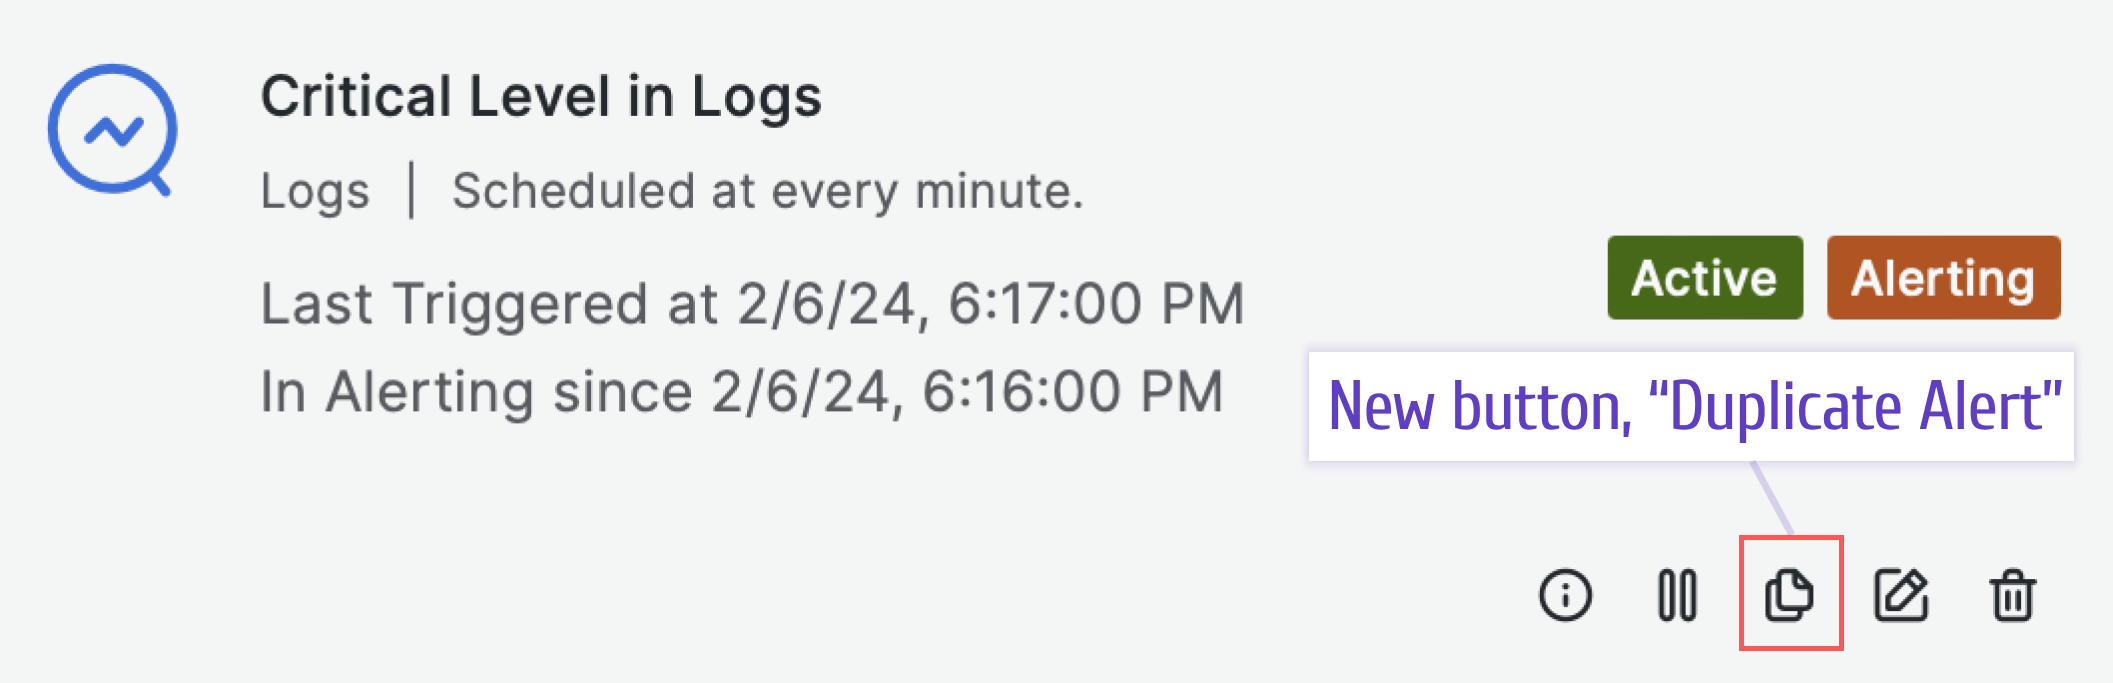 Critical Level in Logs
Logs | Scheduled at every minute.
Last Triggered at 2/6/24, 6:17:00 PM
In Alerting since 2/6/24, 6:16:00 PM
Active
Alerting
New button, “Duplicate Alert”